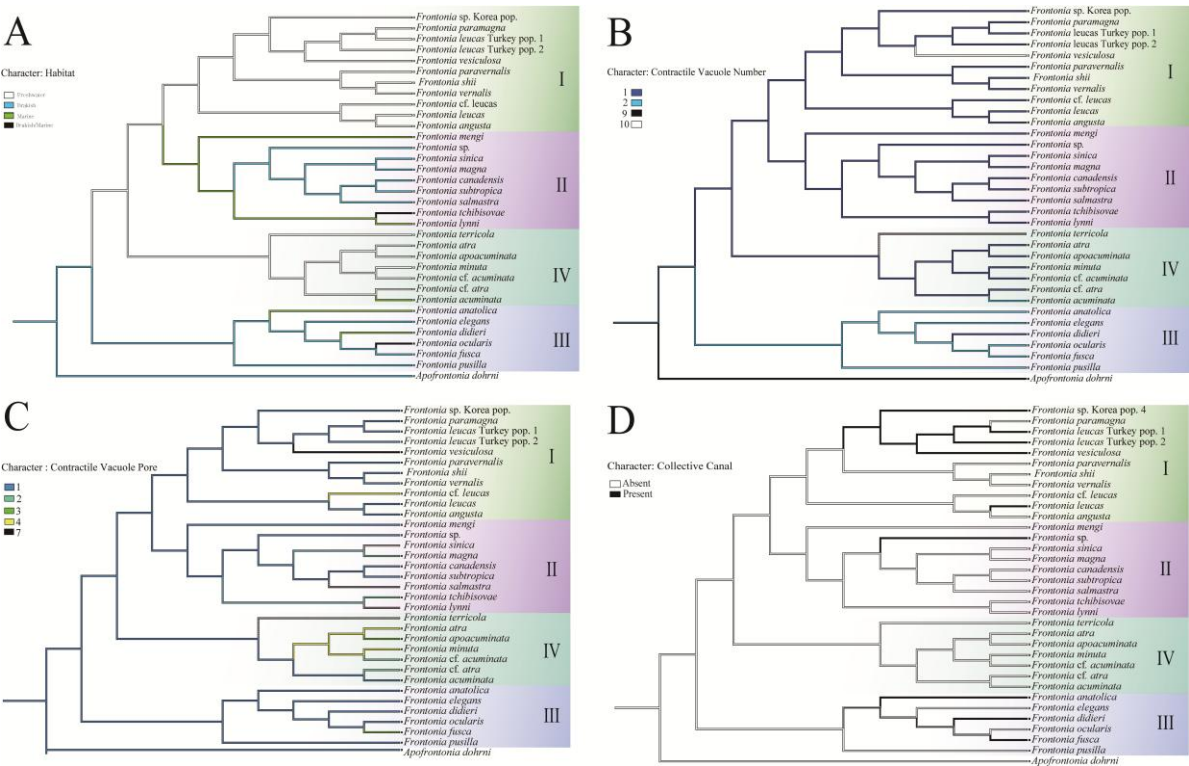 A
Character: Habitat
Freshwater
Brakish
Marine
Brakish/Marine
Frontonia sp. Korea pop.
Frontonia paramagna
Frontonia leucas Turkey pop. 1
Frontonia leucas Turkey pop. 2
Frontonia vesiculosa
Frontonia paravernalis
Frontonia shii
Frontonia vernalis
Frontonia cf. leucas
Frontonia leucas
Frontonia angusta
Frontonia mengi
Frontonia sp.
Frontonia sinica
Frontonia magna
Frontonia canadensis
Frontonia subtropica
Frontonia salmastra
Frontonia tchibisovae
Frontonia lynni
Frontonia terricola
Frontonia atra
Frontonia apoacuminata
Frontonia minuta
Frontonia cf. acuminata
Frontonia cf. atra
Frontonia acuminata
Frontonia anatolica
Frontonia elegans
Frontonia didieri
Frontonia ocularis
Frontonia fusca
Frontonia pusilla
Apofrontonia dohrni
I
II
IV
III
B
Character: Contractile Vacuole Number
1
2
9
10
Frontonia sp. Korea pop.
Frontonia paramagna
Frontonia leucas Turkey pop. 1
Frontonia leucas Turkey pop. 2
Frontonia vesiculosa
Frontonia paravernalis
Frontonia shii
Frontonia vernalis
Frontonia cf. leucas
Frontonia leucas
Frontonia angusta
Frontonia mengi
Frontonia sp.
Frontonia sinica
Frontonia magna
Frontonia canadensis
Frontonia subtropica
Frontonia salmastra
Frontonia tchibisovae
Frontonia lynni
Frontonia terricola
Frontonia atra
Frontonia apoacuminata
Frontonia minuta
Frontonia cf. acuminata
Frontonia cf. atra
Frontonia acuminata
Frontonia anatolica
Frontonia elegans
Frontonia didieri
Frontonia ocularis
Frontonia fusca
Frontonia pusilla
Apofrontonia dohrni
I
II
IV
III
C
Character : Contractile Vacuole Pore
1
2
3
4
7
Frontonia sp. Korea pop.
Frontonia paramagna
Frontonia leucas Turkey pop. 1
Frontonia leucas Turkey pop. 2
Frontonia vesiculosa
Frontonia paravernalis
Frontonia shii
Frontonia vernalis
Frontonia cf. leucas
Frontonia leucas
Frontonia angusta
Frontonia mengi
Frontonia sp.
Frontonia sinica
Frontonia magna
Frontonia canadensis
Frontonia subtropica
Frontonia salmastra
Frontonia tchibisovae
Frontonia lynni
Frontonia terricola
Frontonia atra
Frontonia apoacuminata
Frontonia minuta
Frontonia cf. acuminata
Frontonia cf. atra
Frontonia acuminata
Frontonia anatolica
Frontonia elegans
Frontonia didieri
Frontonia ocularis
Frontonia fusca
Frontonia pusilla
Apofrontonia dohrni
I
II
IV
III
D
Character: Collective Canal
Absent
Present
Frontonia sp. Korea pop. 4
Frontonia paramagna
Frontonia leucas Turkey pop. 1
Frontonia leucas Turkey pop. 2
Frontonia vesiculosa
Frontonia paravernalis
Frontonia shii
Frontonia vernalis
Frontonia cf. leucas
Frontonia leucas
Frontonia angusta
Frontonia mengi
Frontonia sp.
Frontonia sinica
Frontonia magna
Frontonia canadensis
Frontonia subtropica
Frontonia salmastra
Frontonia tchibisovae
Frontonia lynni
Frontonia terricola
Frontonia atra
Frontonia apoacuminata
Frontonia minuta
Frontonia cf. acuminata
Frontonia cf. atra
Frontonia acuminata
Frontonia anatolica
Frontonia elegans
Frontonia didieri
Frontonia ocularis
Frontonia fusca
Frontonia pusilla
Apofrontonia dohrni
I
II
IV
III